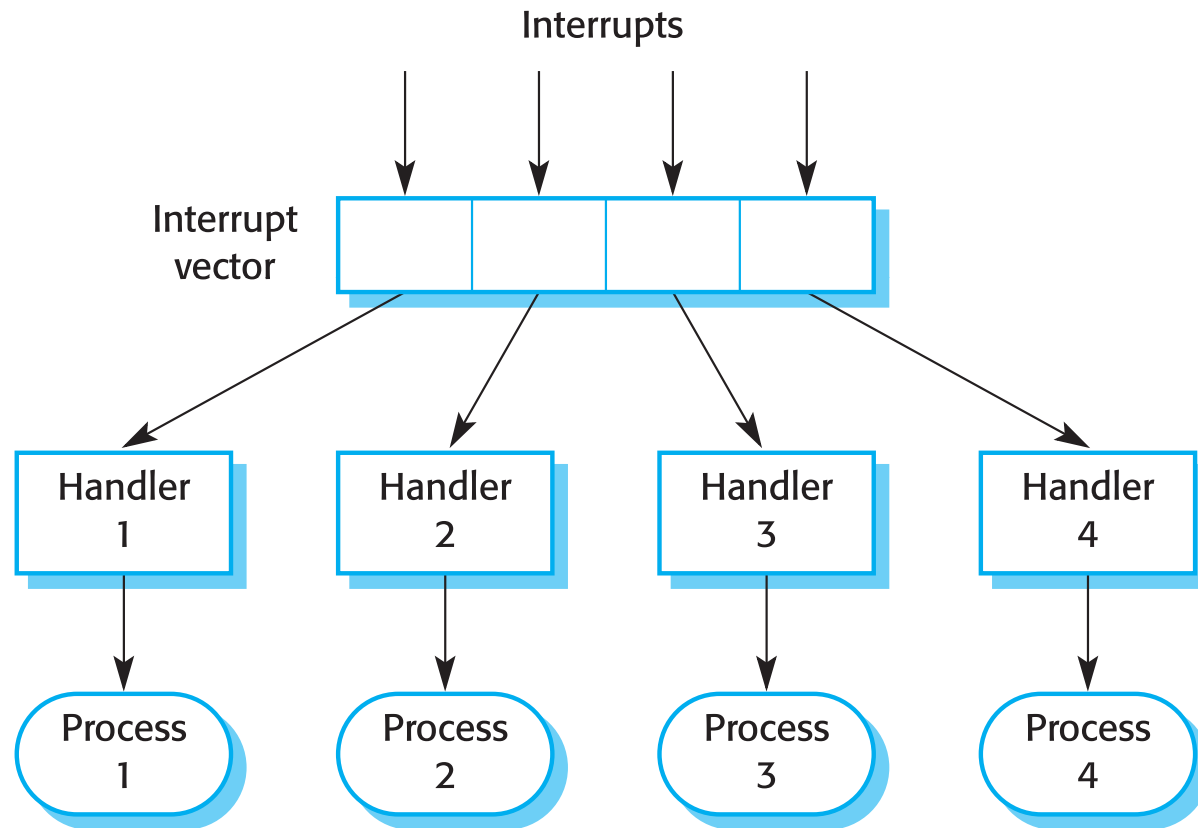 Interrupts
Interrupt
vector
Handler
1
Handler
2
Handler
3
Handler
4
Process
1
Process
2
Process
3
Process
4